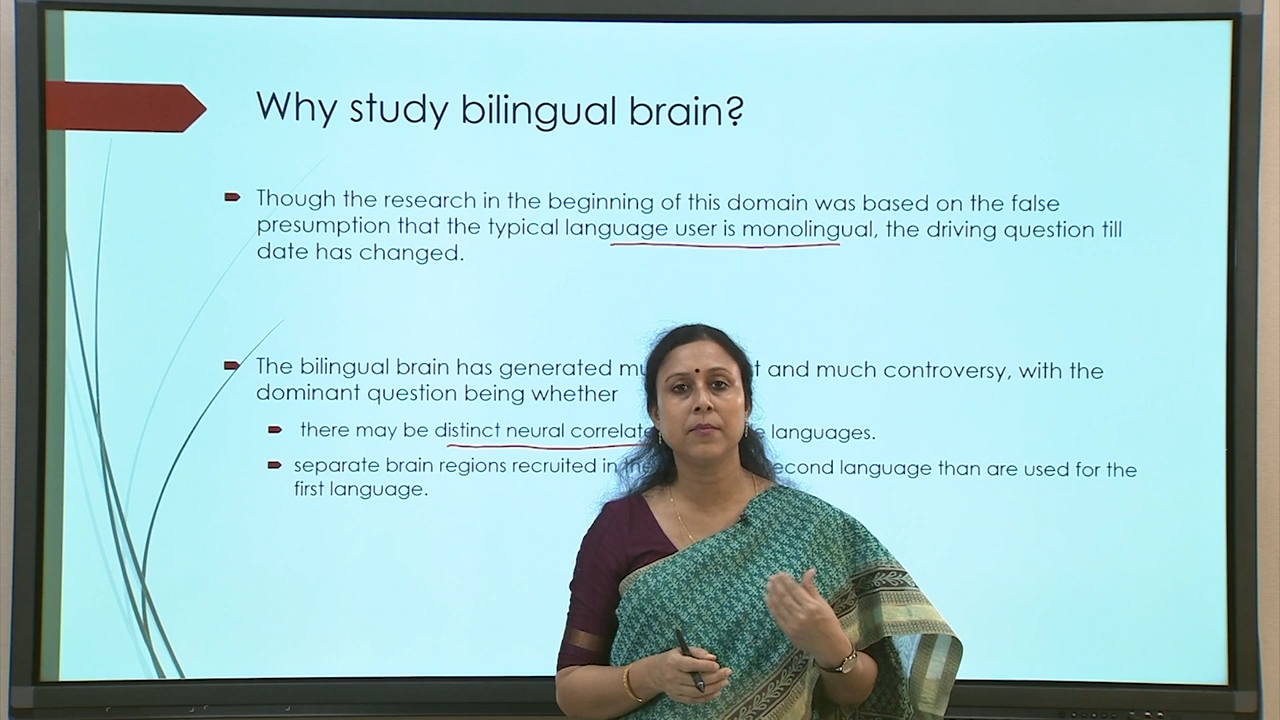 Why study bilingual brain?
Though the research in the beginning of this domain was based on the false
presumption that the typical language user is monolingual, the driving question till
date has changed.
The bilingual brain has generated and much controversy, with the
dominant question being whether
there may be distinct neural languages.
separate brain regions recruited in language than are used for the
first language.